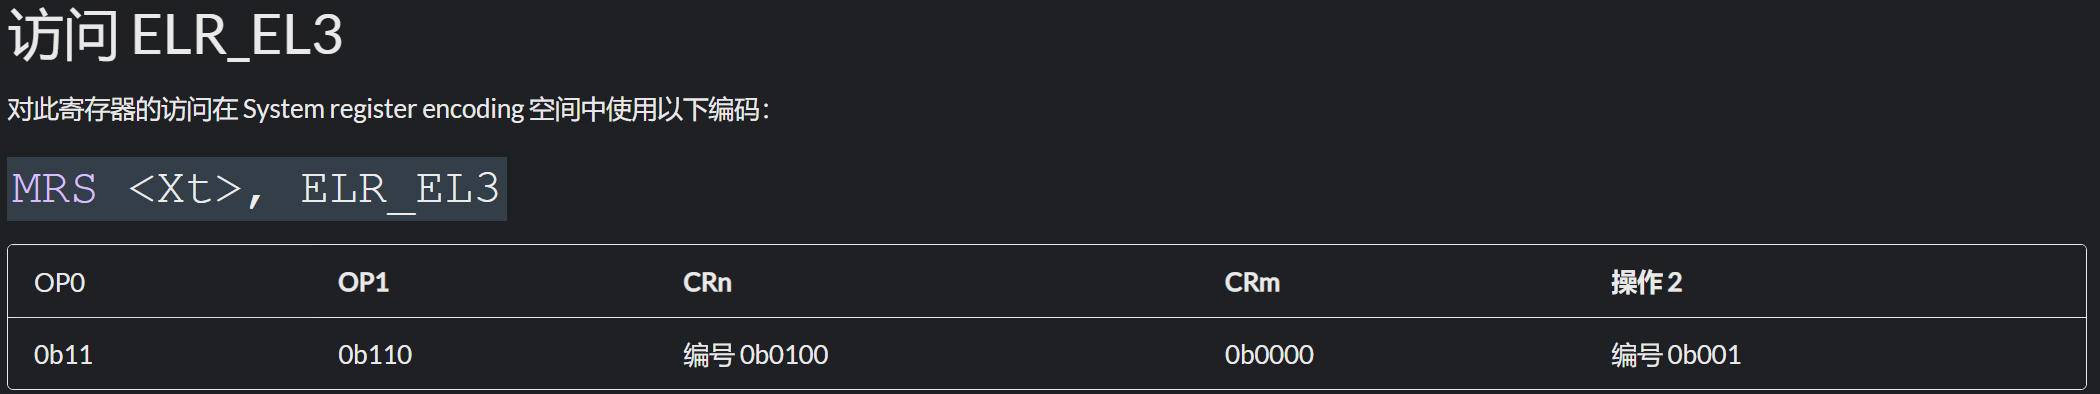 访问 ELR_EL3
对此寄存器的访问在 System register encoding 空间中使用以下编码：
MRS <Xt>, ELR_EL3
OP0 OP1 CRn CRm 操作 2
0b11 0b110 编号 0b0100 0b0000 编号 0b001